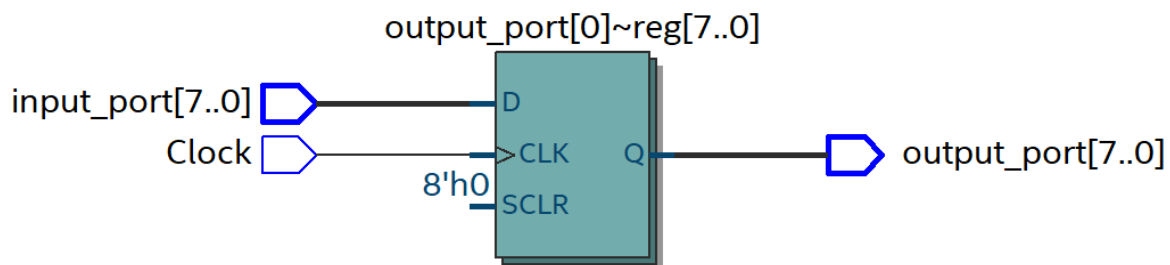 output_port[0]~reg[7..0]
input_port[7..0]
D
Clock
CLK
Q
output_port[7..0]
8'h0
SCLR